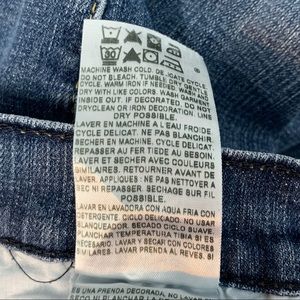 30
MACHINE WASH COLD. DELICATE CYCLE.
DO NOT BLEACH. TUMBLE DRY GENTLE
CYCLE. WARM IRON IF NECESSARY. WASH
DRY WITH LIKE COLORS. WASH GARMENT
INSIDE OUT. IF DECORATED. DO NOT
DRYCLEAN OR IRON DECORATION. LINE
DRY POSSIBLE.
LAVER EN MACHINE À L'EAU FROIDE.
CYCLE DELICAT. NE PAS BLANCHIR
SECHER EN MACHINE. CYCLE DELICAT.
REPASSER AU FER TIEDE AU BESOIN
LAVER ET SECHER AVEC COULEURS
SIMILAIRES. RETOURNER AVANT DE
LAVER. APPLIQUES: NE PAS NETTOYER A
SEC NI REPASSER. SECHAGE SUR FIL
POSSIBLE.
LAVAR EN LAVADORA CON AGUA FRIA CON
DETERGENTE. CICLO DELICADO. NO USAR
BLANQUEADOR. SECADO CICLO SUAVE
PLANCHAR TEMPERATURA TIBIA SI ES
NECESARIO. LAVAR Y SECAR CON COLORES
SIMILARES. LAVAR PRENDA AL REVES. SI
ES UNA PRENDA DECORADA, NO LAVAR